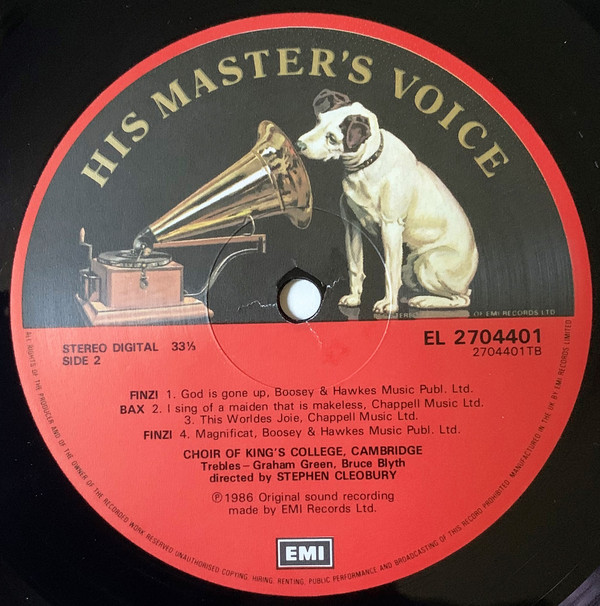 HIS MASTER'S VOICE
OF EMI RECORDS LTD
STEREO DIGITAL 33⅓
SIDE 2
EL 2704401
2704401TB
FINZI 1. God is gone up, Boosey & Hawkes Music Publ. Ltd.
BAX 2. I sing of a maiden that is makeless, Chappell Music Ltd.
3. This Worldes Joie, Chappell Music Ltd.
FINZI 4. Magnificat, Boosey & Hawkes Music Publ. Ltd.
CHOIR OF KING'S COLLEGE, CAMBRIDGE
Trebles – Graham Green, Bruce Blyth
directed by STEPHEN CLEOBURY
℗ 1986 Original sound recording
made by EMI Records Ltd.
EMI
ALL RIGHTS OF THE PRODUCER AND OF THE OWNER OF THE RECORDED WORK RESERVED UNAUTHORISED COPYING, HIRING, RENTING, PUBLIC PERFORMANCE AND BROADCASTING OF THIS RECORD PROHIBITED. MANUFACTURED IN THE UK BY EMI RECORDS LIMITED